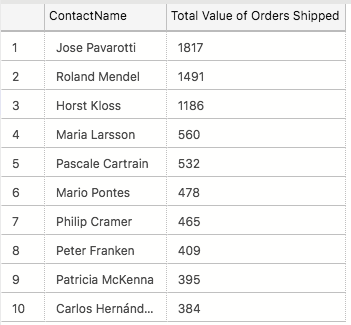 ContactName Total Value of Orders Shipped
1 Jose Pavarotti 1817
2 Roland Mendel 1491
3 Horst Kloss 1186
4 Maria Larsson 560
5 Pascale Cartrain 532
6 Mario Pontes 478
7 Philip Cramer 465
8 Peter Franken 409
9 Patricia McKenna 395
10 Carlos Hernánd... 384